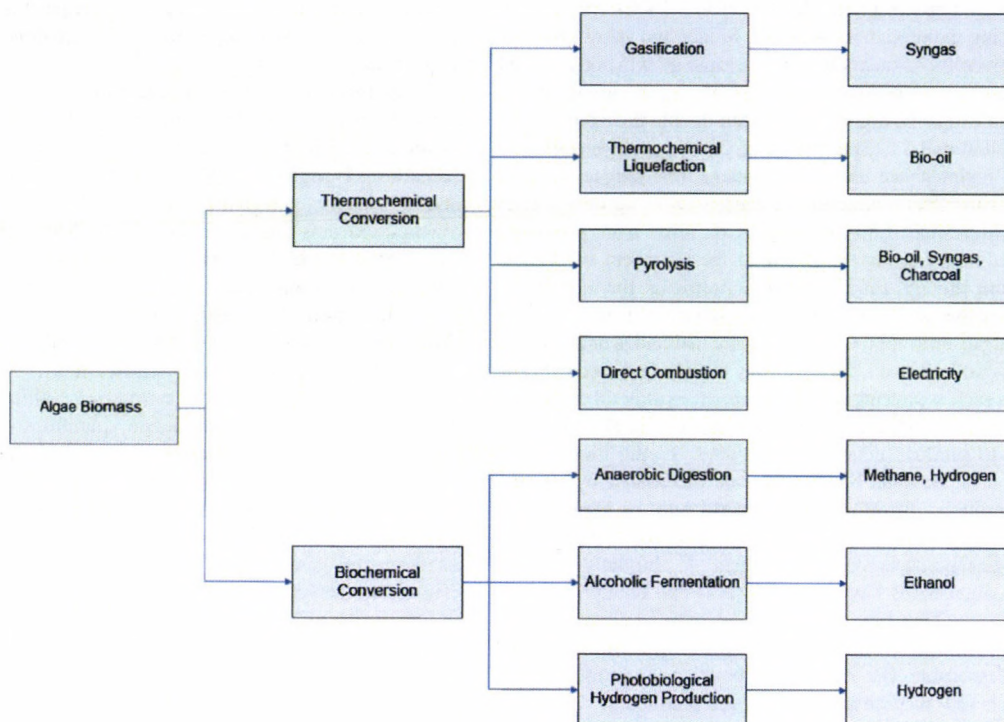 Gasification
Syngas
Thermochemical
Liquefaction
Bio-oil
Thermochemical
Conversion
Pyrolysis
Bio-oil, Syngas,
Charcoal
Direct Combustion
Electricity
Algae Biomass
Anaerobic Digestion
Methane, Hydrogen
Biochemical
Conversion
Alcoholic Fermentation
Ethanol
Photobiological
Hydrogen Production
Hydrogen